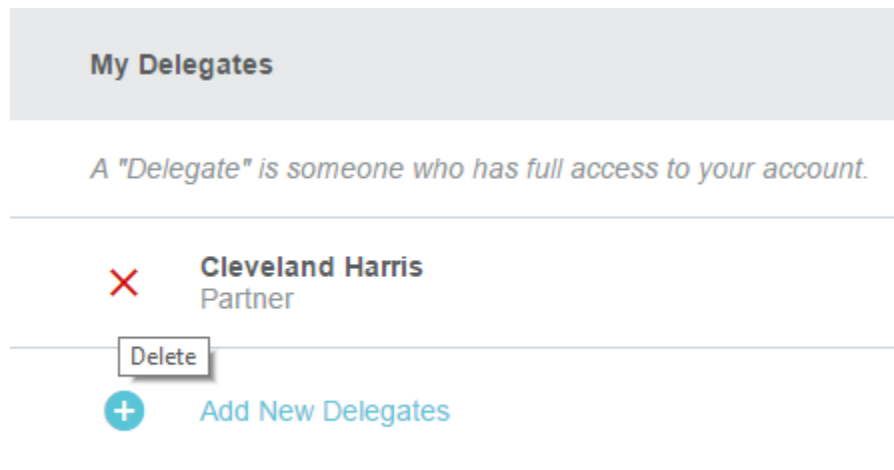 My Delegates
A "Delegate" is someone who has full access to your account.
Cleveland Harris
Partner
Delete
Add New Delegates